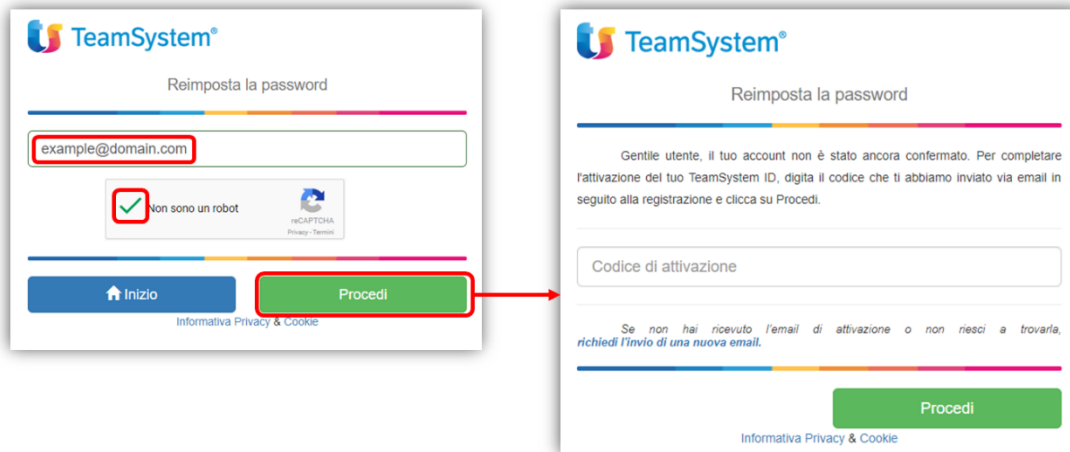 TeamSystem®
Reimposta la password
example@domain.com
Non sono un robot
reCAPTCHA
Privacy - Termini
Inizio
Procedi
Informativa Privacy & Cookie
TeamSystem®
Reimposta la password
Gentile utente, il tuo account non è stato ancora confermato. Per completare
l'attivazione del tuo TeamSystem ID, digita il codice che ti abbiamo inviato via email in
seguito alla registrazione e clicca su Procedi.
Codice di attivazione
Se non hai ricevuto l'email di attivazione o non riesci a trovarla,
richiedi l'invio di una nuova email.
Procedi
Informativa Privacy & Cookie